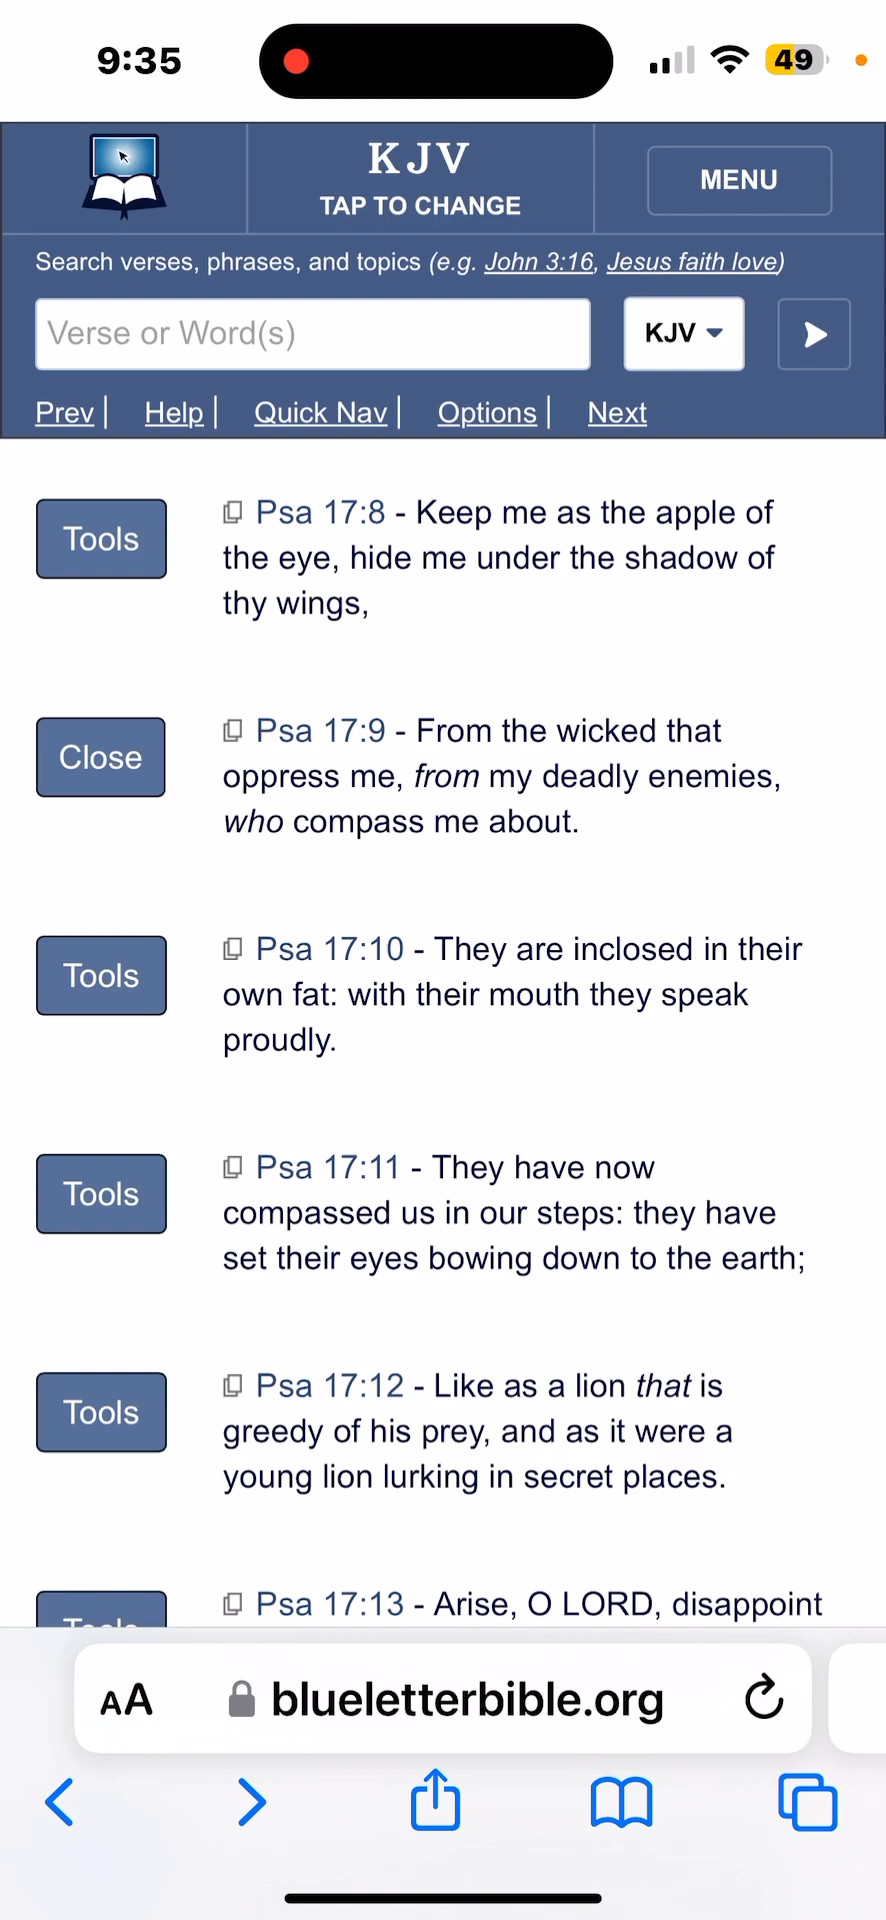 9:35
49
KJV
TAP TO CHANGE
MENU
Search verses, phrases, and topics (e.g. John 3:16, Jesus faith love)
Verse or Word(s)
KJV
Prev | Help | Quick Nav | Options | Next
Tools
Psa 17:8 - Keep me as the apple of
the eye, hide me under the shadow of
thy wings,
Close
Psa 17:9 - From the wicked that
oppress me, from my deadly enemies,
who compass me about.
Tools
Psa 17:10 - They are inclosed in their
own fat: with their mouth they speak
proudly.
Tools
Psa 17:11 - They have now
compassed us in our steps: they have
set their eyes bowing down to the earth;
Tools
Psa 17:12 - Like as a lion that is
greedy of his prey, and as it were a
young lion lurking in secret places.
Tools
Psa 17:13 - Arise, O LORD, disappoint
AA
blueletterbible.org